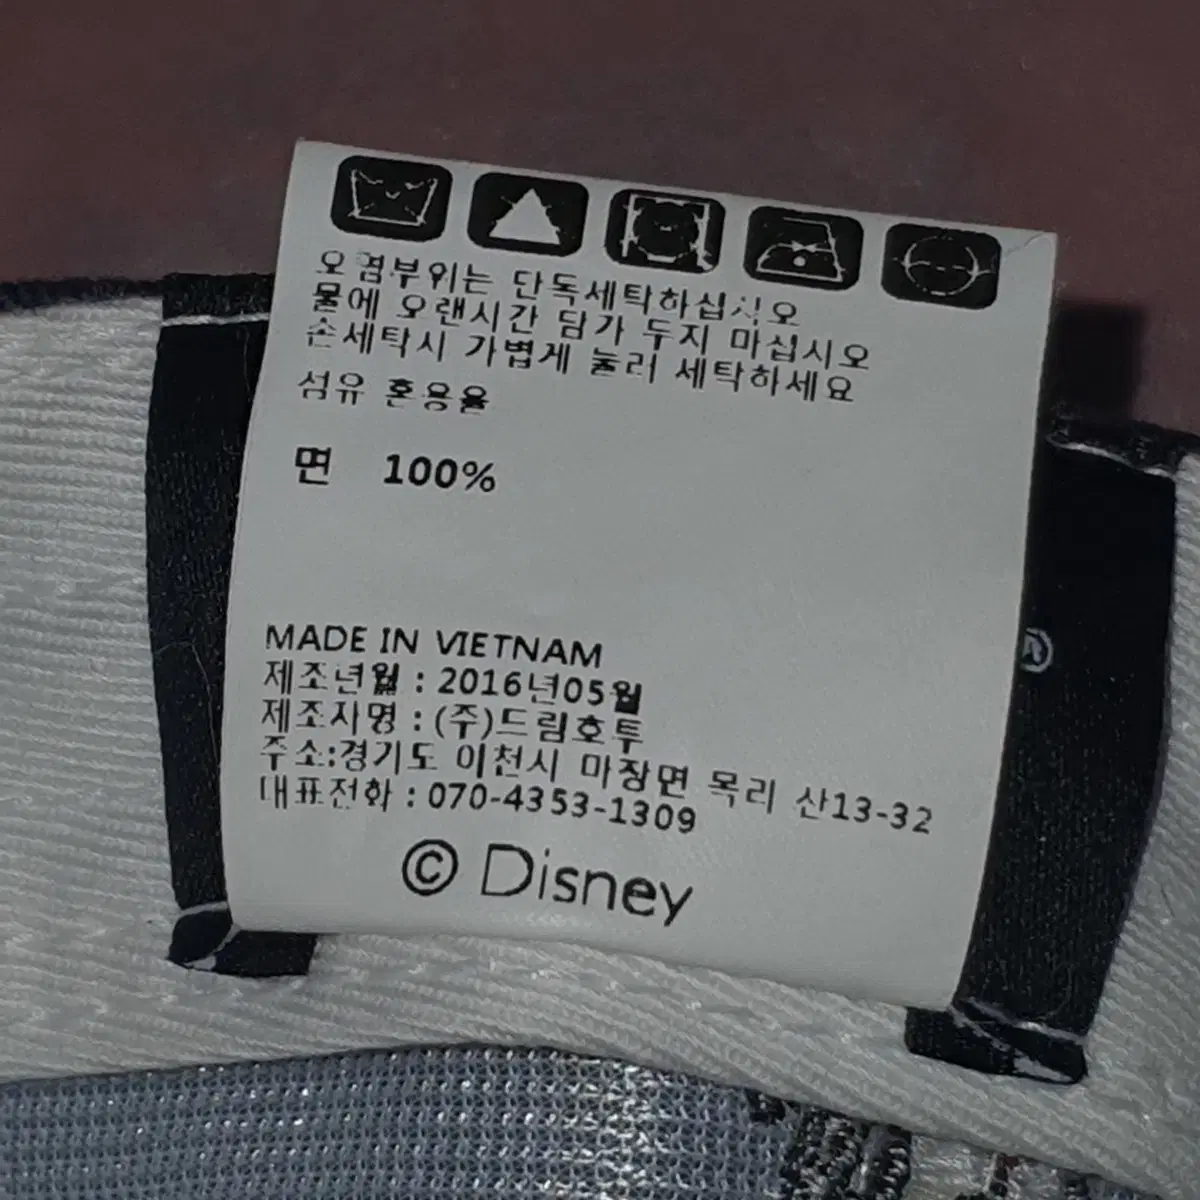 오염부위는 단독세탁하십시오
물에 오랜시간 담가 두지 마십시오
손세탁시 가볍게 눌러 세탁하세요
섬유 혼용율
면 100%
MADE IN VIETNAM
제조년월 : 2016년05월
제조자명 : (주)드림호투
주소:경기도 이천시 마장면 목리 산13-32
대표전화 : 070-4353-1309
© Disney
®